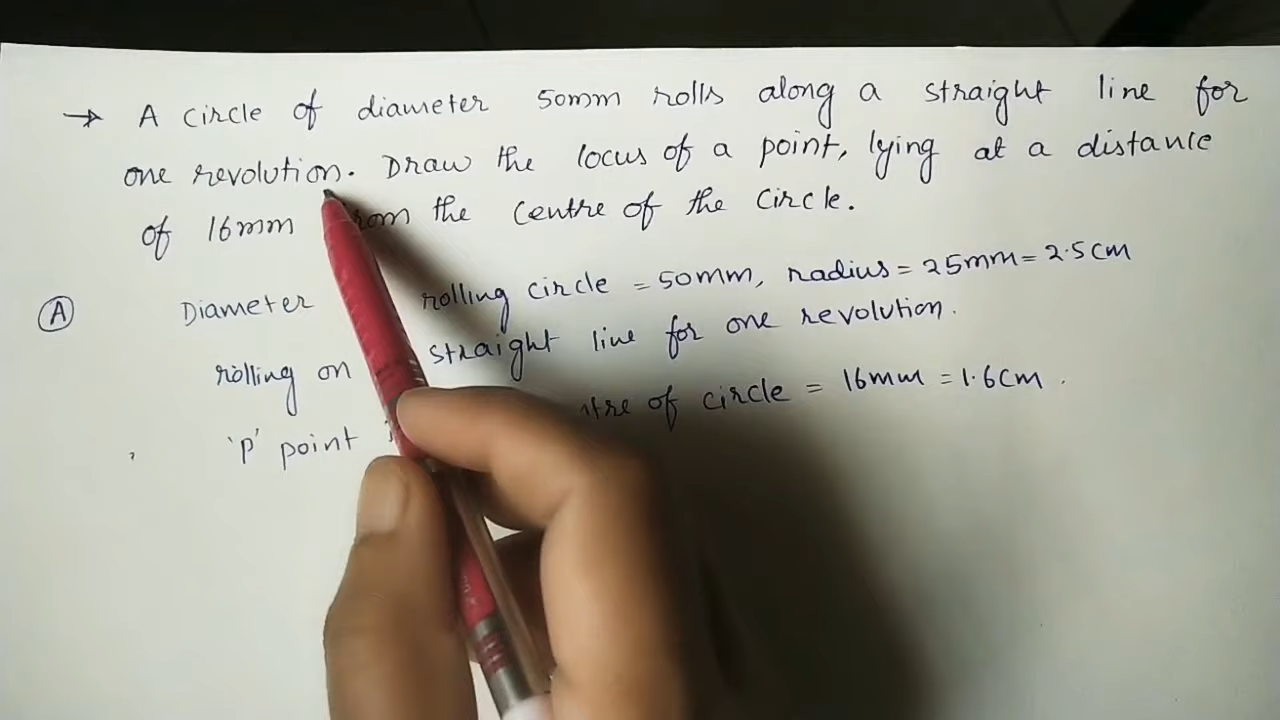 → A circle of diameter 50mm rolls along a straight line for
one revolution. Draw the locus of a point, lying at a distance
of 16mm the centre of the circle.
A Diameter rolling circle = 50mm, radius = 25mm = 2.5cm
rolling on straight line for one revolution.
'P' point of circle = 16mm = 1.6cm.